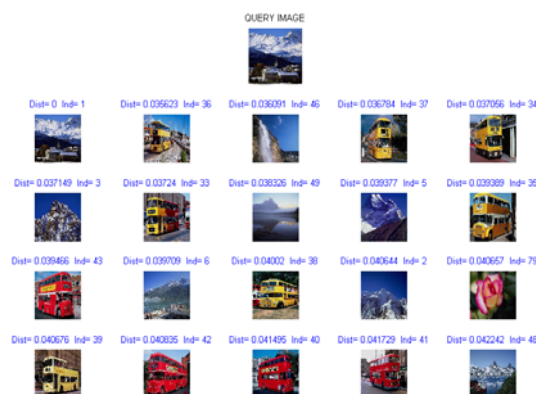 QUERY IMAGE
Dist= 0 Ind= 1 Dist= 0.035623 Ind= 36 Dist= 0.036091 Ind= 46 Dist= 0.036784 Ind= 37 Dist= 0.037056 Ind= 34
Dist= 0.037149 Ind= 3 Dist= 0.03724 Ind= 33 Dist= 0.038326 Ind= 49 Dist= 0.039377 Ind= 5 Dist= 0.039389 Ind= 35
Dist= 0.039466 Ind= 43 Dist= 0.039709 Ind= 6 Dist= 0.04002 Ind= 38 Dist= 0.040644 Ind= 2 Dist= 0.040657 Ind= 79
Dist= 0.040676 Ind= 39 Dist= 0.040835 Ind= 42 Dist= 0.041495 Ind= 40 Dist= 0.041729 Ind= 41 Dist= 0.042242 Ind= 48